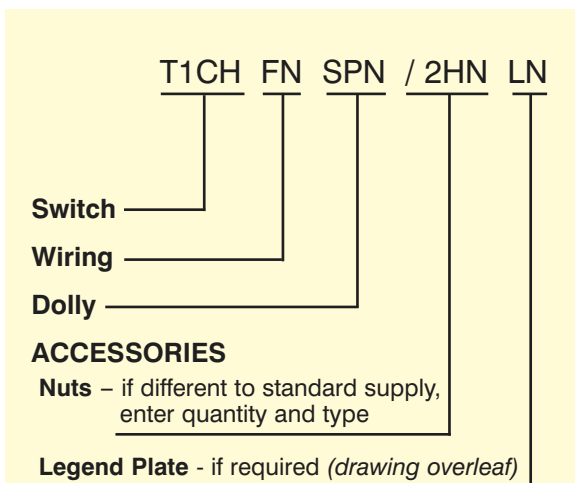 T1CH FN SPN / 2HN LN
Switch
Wiring
Dolly
ACCESSORIES
Nuts – if different to standard supply,
enter quantity and type
Legend Plate - if required (drawing overleaf)